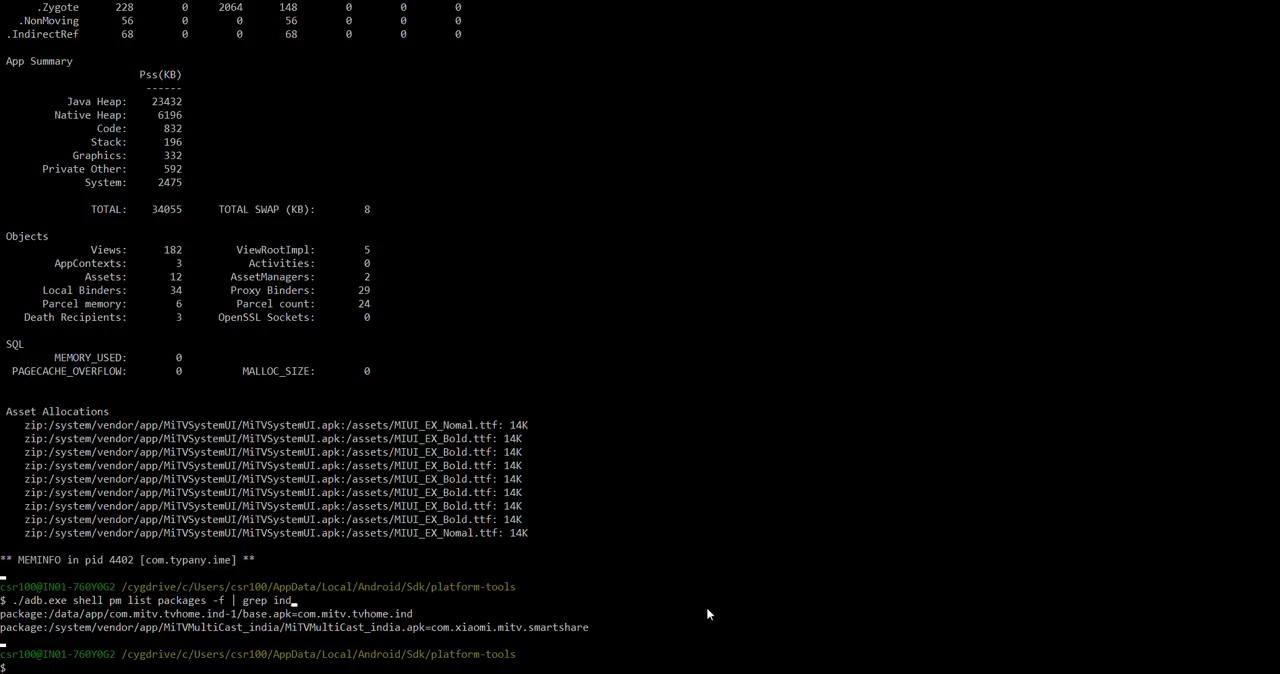 .Zygote 228 0 2064 148 0 0 0
.NonMoving 56 0 0 56 0 0 0
.IndirectRef 68 0 0 68 0 0 0
App Summary
Pss(KB)
------
Java Heap: 23432
Native Heap: 6196
Code: 832
Stack: 196
Graphics: 332
Private Other: 592
System: 2475
TOTAL: 34055 TOTAL SWAP (KB): 8
Objects
Views: 182 ViewRootImpl: 5
AppContexts: 3 Activities: 0
Assets: 12 AssetManagers: 2
Local Binders: 34 Proxy Binders: 29
Parcel memory: 6 Parcel count: 24
Death Recipients: 3 OpenSSL Sockets: 0
SQL
MEMORY_USED: 0
PAGECACHE_OVERFLOW: 0 MALLOC_SIZE: 0
Asset Allocations
zip:/system/vendor/app/MiTVSystemUI/MiTVSystemUI.apk:/assets/MIUI_EX_Nomal.ttf: 14K
zip:/system/vendor/app/MiTVSystemUI/MiTVSystemUI.apk:/assets/MIUI_EX_Bold.ttf: 14K
zip:/system/vendor/app/MiTVSystemUI/MiTVSystemUI.apk:/assets/MIUI_EX_Bold.ttf: 14K
zip:/system/vendor/app/MiTVSystemUI/MiTVSystemUI.apk:/assets/MIUI_EX_Bold.ttf: 14K
zip:/system/vendor/app/MiTVSystemUI/MiTVSystemUI.apk:/assets/MIUI_EX_Bold.ttf: 14K
zip:/system/vendor/app/MiTVSystemUI/MiTVSystemUI.apk:/assets/MIUI_EX_Bold.ttf: 14K
zip:/system/vendor/app/MiTVSystemUI/MiTVSystemUI.apk:/assets/MIUI_EX_Bold.ttf: 14K
zip:/system/vendor/app/MiTVSystemUI/MiTVSystemUI.apk:/assets/MIUI_EX_Bold.ttf: 14K
zip:/system/vendor/app/MiTVSystemUI/MiTVSystemUI.apk:/assets/MIUI_EX_Nomal.ttf: 14K
** MEMINFO in pid 4402 [com.typany.ime] **
csr100@IN01-760Y0G2 /cygdrive/c/Users/csr100/AppData/Local/Android/Sdk/platform-tools
$ ./adb.exe shell pm list packages -f | grep ind
package:/data/app/com.mitv.tvhome.ind-1/base.apk=com.mitv.tvhome.ind
package:/system/vendor/app/MiTVMultiCast_india/MiTVMultiCast_india.apk=com.xiaomi.mitv.smartshare
csr100@IN01-760Y0G2 /cygdrive/c/Users/csr100/AppData/Local/Android/Sdk/platform-tools
$